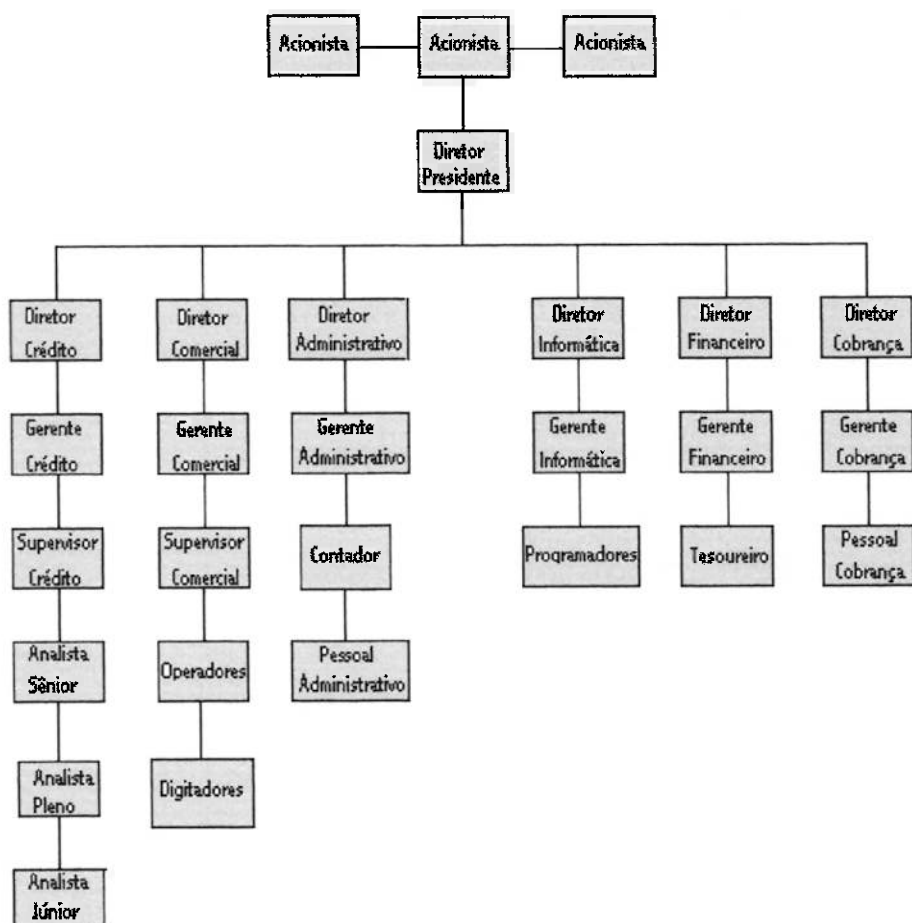 Acionista Acionista Acionista
Diretor
Presidente
Diretor
Crédito
Diretor
Comercial
Diretor
Administrativo
Diretor
Informática
Diretor
Financeiro
Diretor
Cobrança
Gerente
Crédito
Gerente
Comercial
Gerente
Administrativo
Gerente
Informática
Gerente
Financeiro
Gerente
Cobrança
Supervisor
Crédito
Supervisor
Comercial
Contador
Programadores
Tesoureiro
Pessoal
Cobrança
Analista
Sênior
Operadores
Pessoal
Administrativo
Analista
Pleno
Digitadores
Analista
Júnior